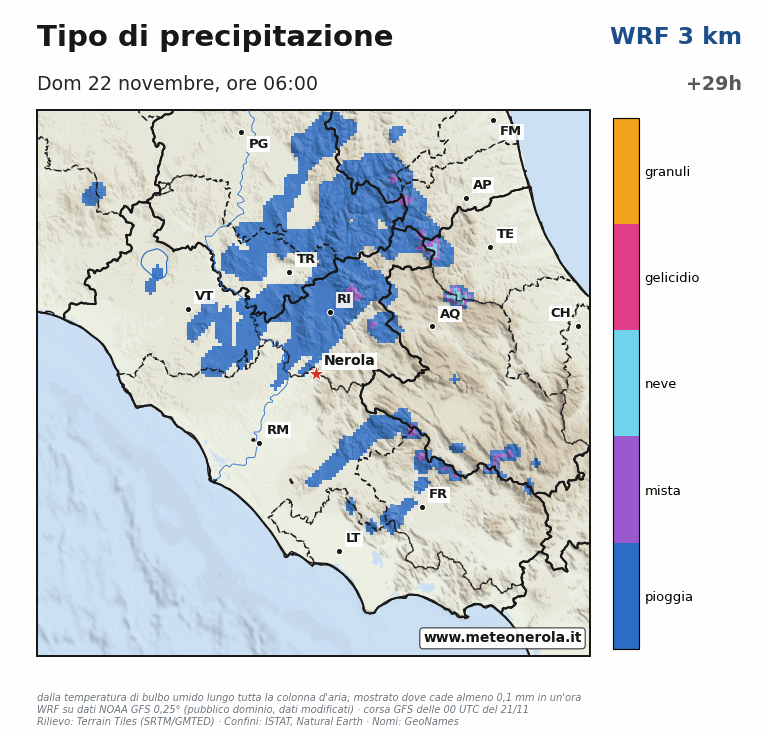 Tipo di precipitazione
WRF 3 km
Dom 22 novembre, ore 06:00
+29h
FM
PG
AP
TE
TR
VT
RI
AQ
CH
Nerola
RM
FR
LT
www.meteonerola.it
granuli
gelicidio
neve
mista
pioggia
dalla temperatura di bulbo umido lungo tutta la colonna d'aria; mostrato dove cade almeno 0,1 mm in un'ora
WRF su dati NOAA GFS 0,25° (pubblico dominio, dati modificati) · corsa GFS delle 00 UTC del 21/11
Rilievo: Terrain Tiles (SRTM/GMTED) · Confini: ISTAT, Natural Earth · Nomi: GeoNames